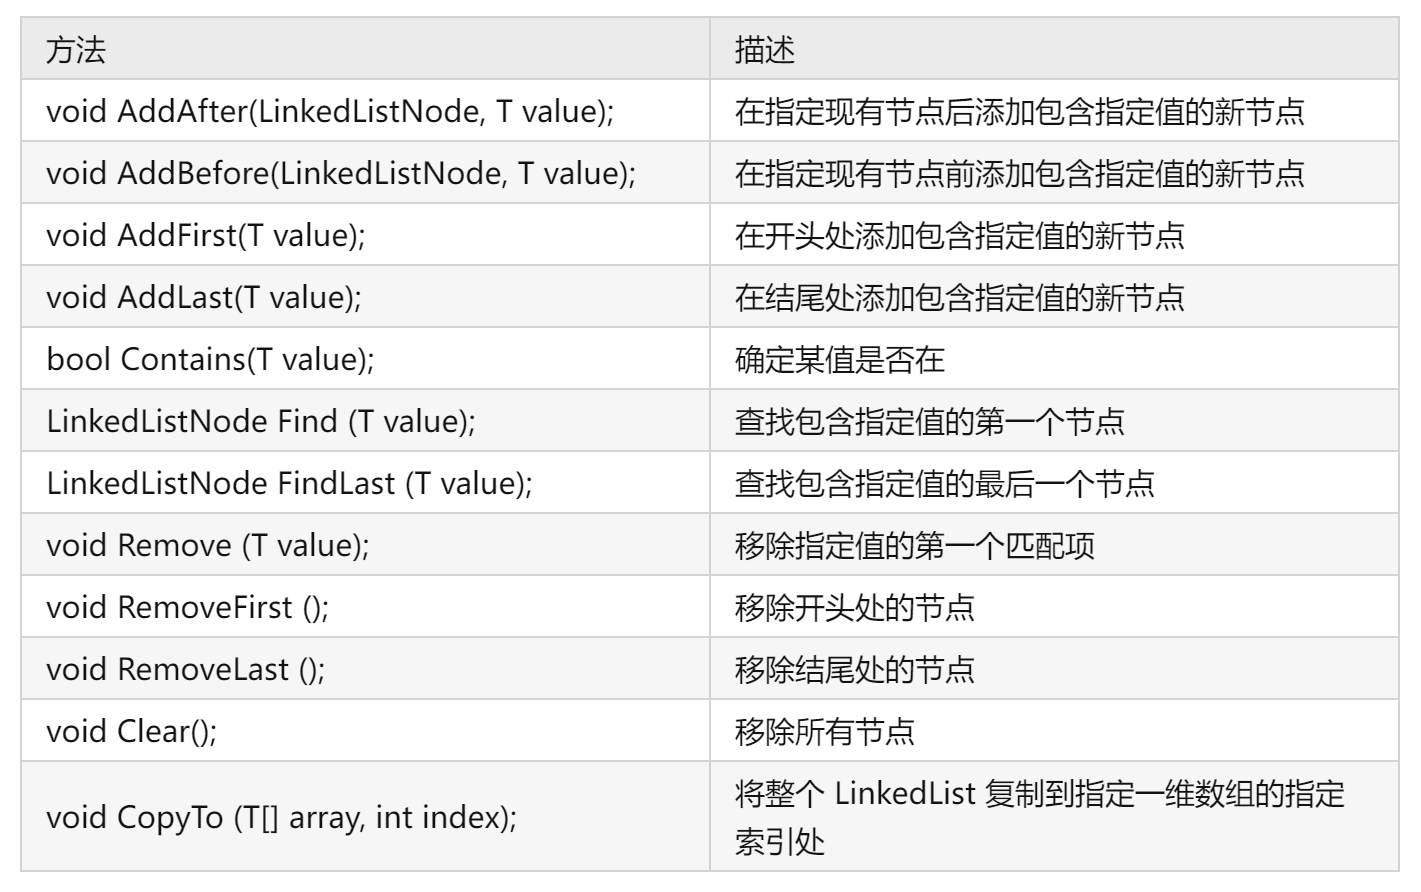 方法
描述
void AddAfter(LinkedListNode, T value);
在指定现有节点后添加包含指定值的新节点
void AddBefore(LinkedListNode, T value);
在指定现有节点前添加包含指定值的新节点
void AddFirst(T value);
在开头处添加包含指定值的新节点
void AddLast(T value);
在结尾处添加包含指定值的新节点
bool Contains(T value);
确定某值是否在
LinkedListNode Find (T value);
查找包含指定值的第一个节点
LinkedListNode FindLast (T value);
查找包含指定值的最后一个节点
void Remove (T value);
移除指定值的第一个匹配项
void RemoveFirst ();
移除开头处的节点
void RemoveLast ();
移除结尾处的节点
void Clear();
移除所有节点
void CopyTo (T[] array, int index);
将整个 LinkedList 复制到指定一维数组的指定
索引处